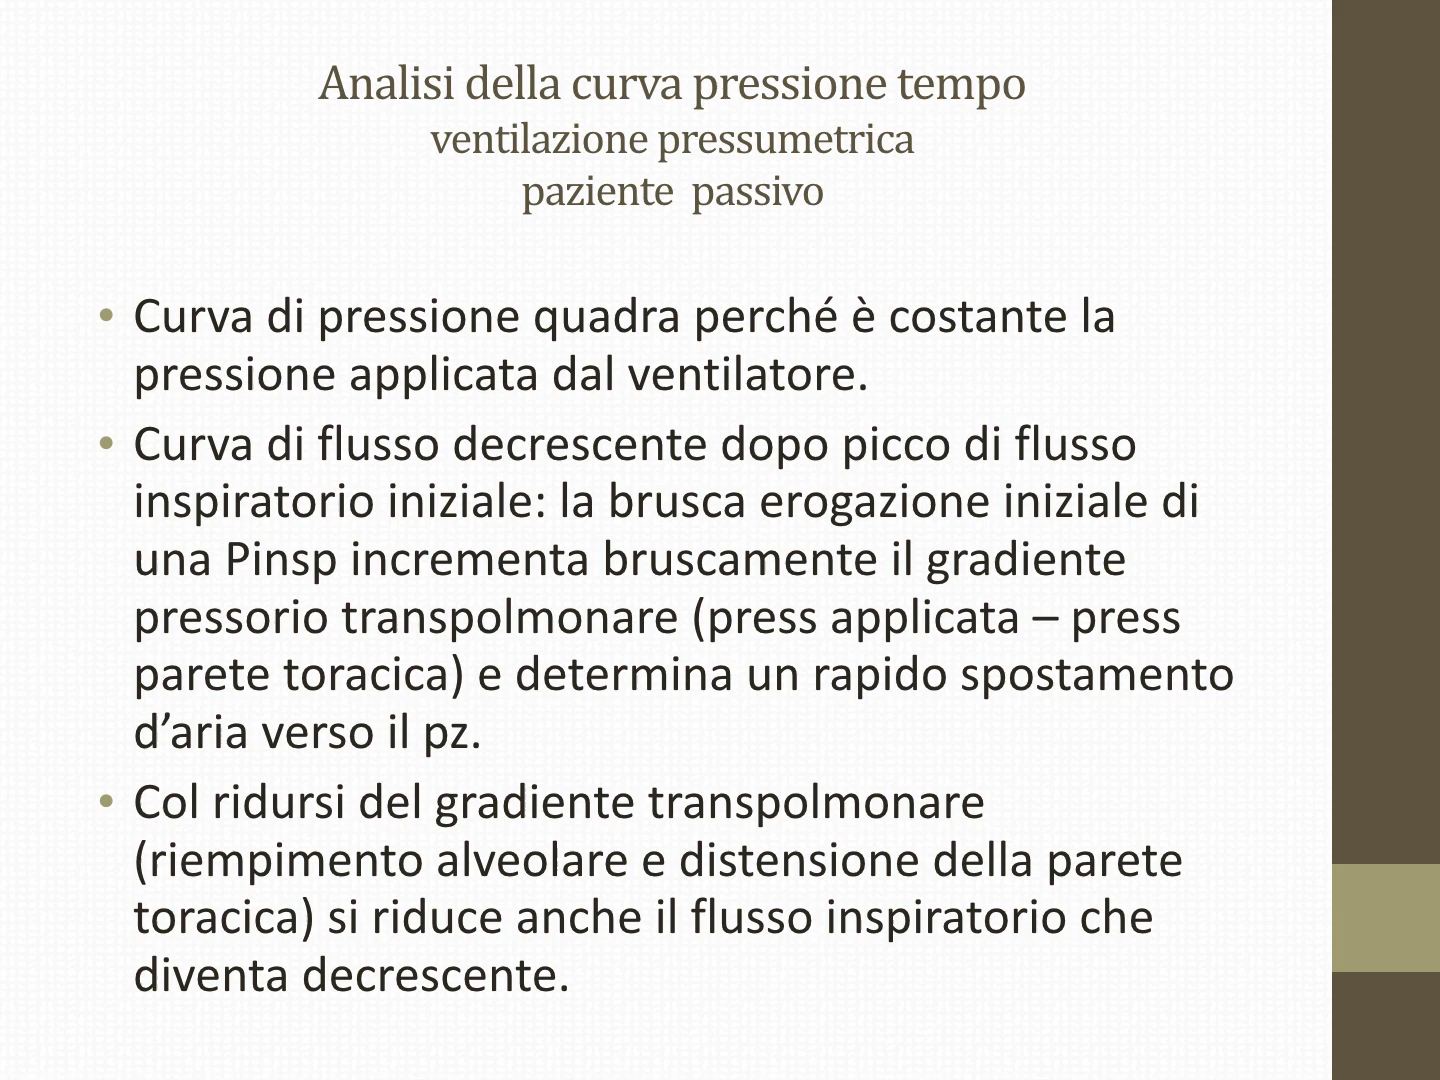 Analisi della curva pressione tempo
ventilazione pressumetrica
paziente  passivo
• Curva di pressione quadra perché è costante la
pressione applicata dal ventilatore.
• Curva di flusso decrescente dopo picco di flusso
inspiratorio iniziale: la brusca erogazione iniziale di
una Pinsp incrementa bruscamente il gradiente
pressorio transpolmonare (press applicata – press
parete toracica) e determina un rapido spostamento
d’aria verso il pz.
• Col ridursi del gradiente transpolmonare
(riempimento alveolare e distensione della parete
toracica) si riduce anche il flusso inspiratorio che
diventa decrescente.